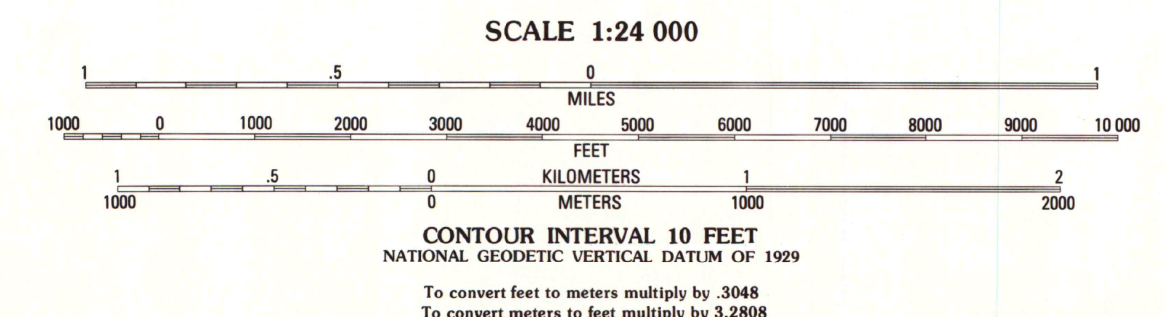 SCALE 1:24 000
1 .5 0 1
MILES
1000 0 1000 2000 3000 4000 5000 6000 7000 8000 9000 10 000
FEET
1 .5 0 KILOMETERS 1 2
1000 0 METERS 1000 2000
CONTOUR INTERVAL 10 FEET
NATIONAL GEODETIC VERTICAL DATUM OF 1929
To convert feet to meters multiply by .3048
To convert meters to feet multiply by 3.2808